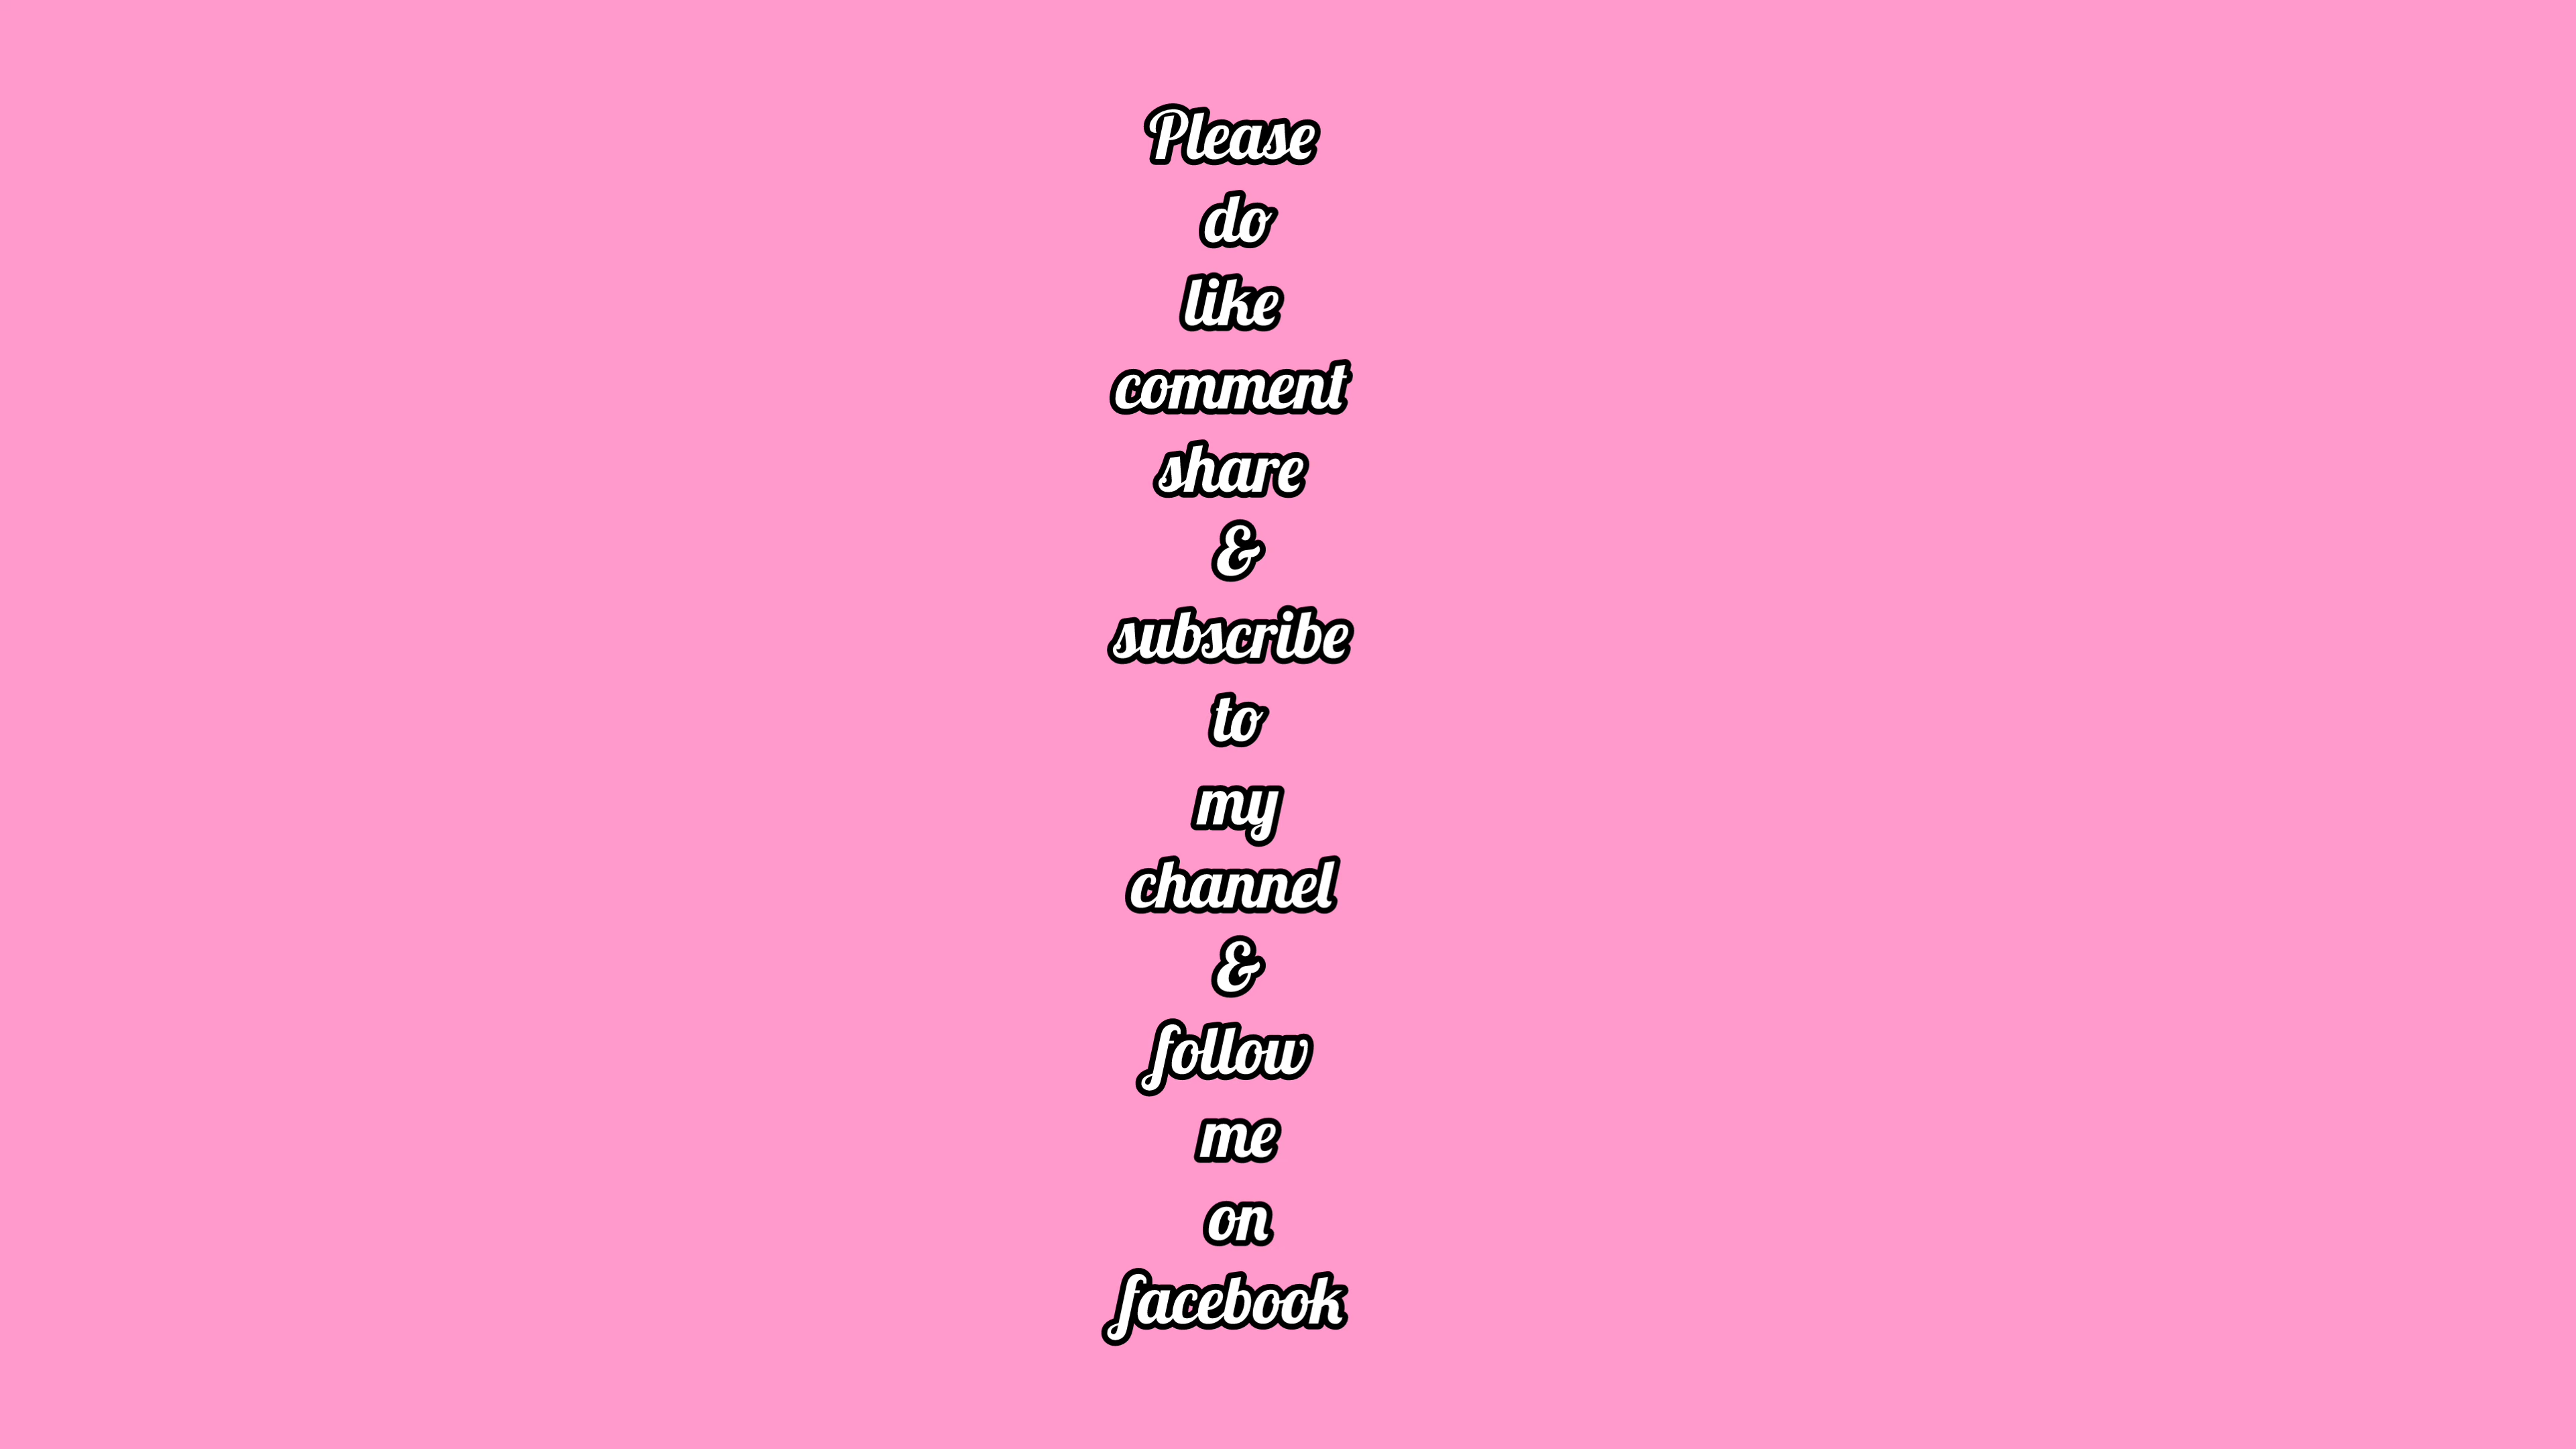 Please
do
like
comment
share
&
subscribe
to
my
channel
&
follow
me
on
facebook